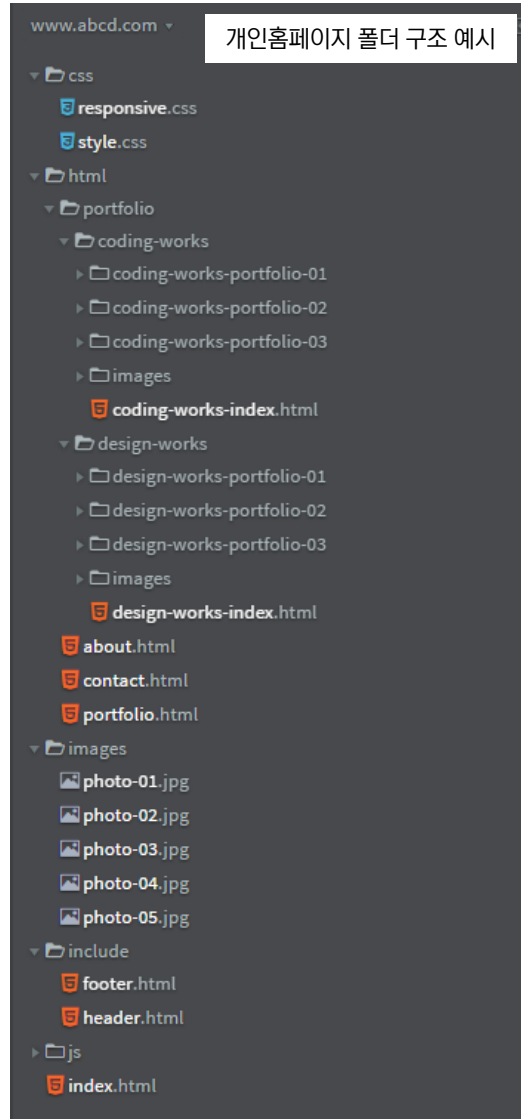 www.abcd.com
개인홈페이지 폴더 구조 예시
css
responsive.css
style.css
html
portfolio
coding-works
coding-works-portfolio-01
coding-works-portfolio-02
coding-works-portfolio-03
images
coding-works-index.html
design-works
design-works-portfolio-01
design-works-portfolio-02
design-works-portfolio-03
images
design-works-index.html
about.html
contact.html
portfolio.html
images
photo-01.jpg
photo-02.jpg
photo-03.jpg
photo-04.jpg
photo-05.jpg
include
footer.html
header.html
js
index.html